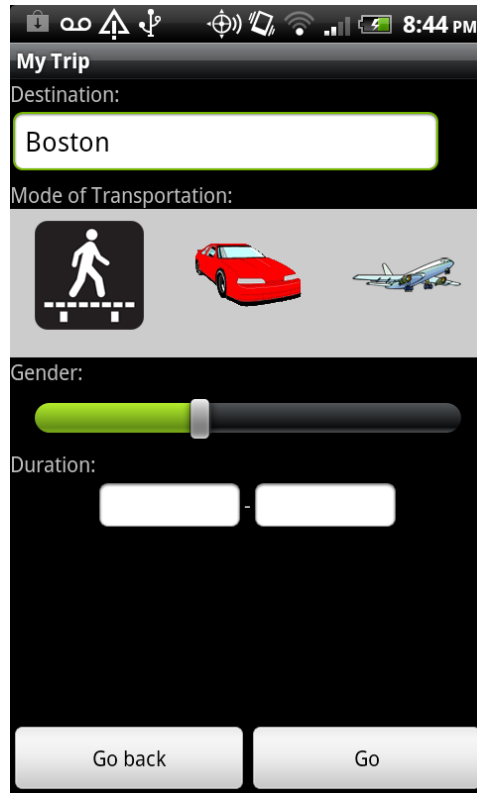 8:44 PM
My Trip
Destination:
Boston
Mode of Transportation:
Gender:
Duration:
-
Go back
Go